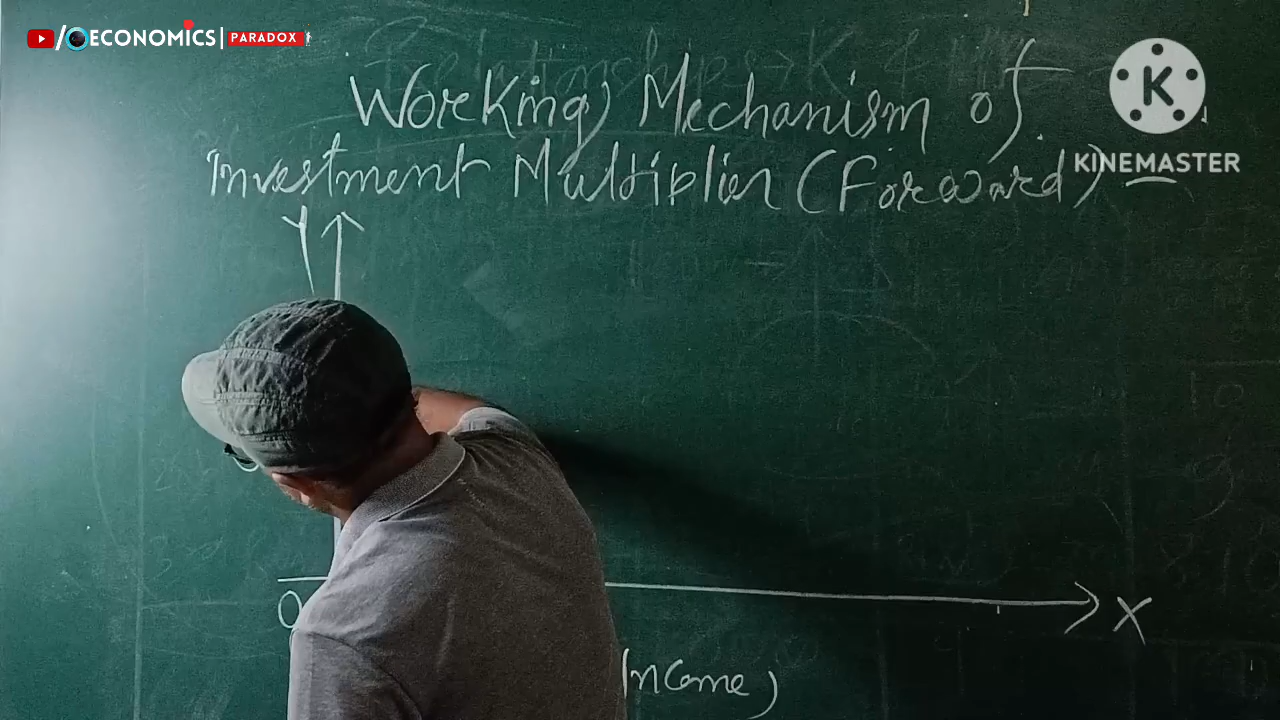 /ECONOMICS|PARADOX
K
KINEMASTER
Working Mechanism of
Investment Multiplier (Forward)
Y
O
X
Income)